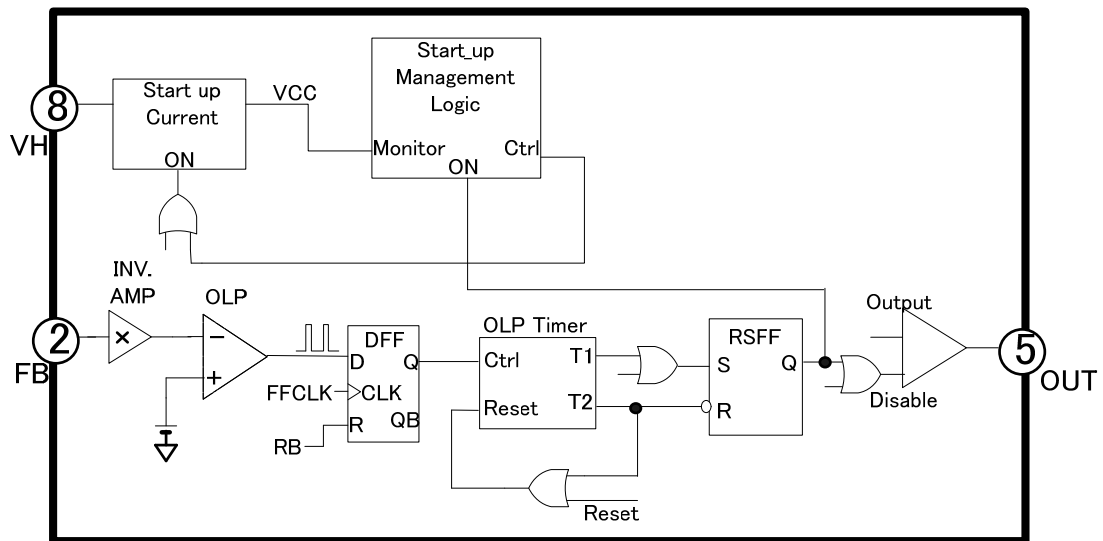 Start_up
Management
Logic
Start up
Current
VCC
8
VH
Monitor
Ctrl
ON
ON
INV.
AMP
OLP
Output
OLP Timer
RSFF
DFF
2
×
−
+
D
Q
Ctrl
T1
S
Q
5
FB
OUT
FFCLK
CLK
Reset
T2
R
Disable
R
QB
RB
Reset